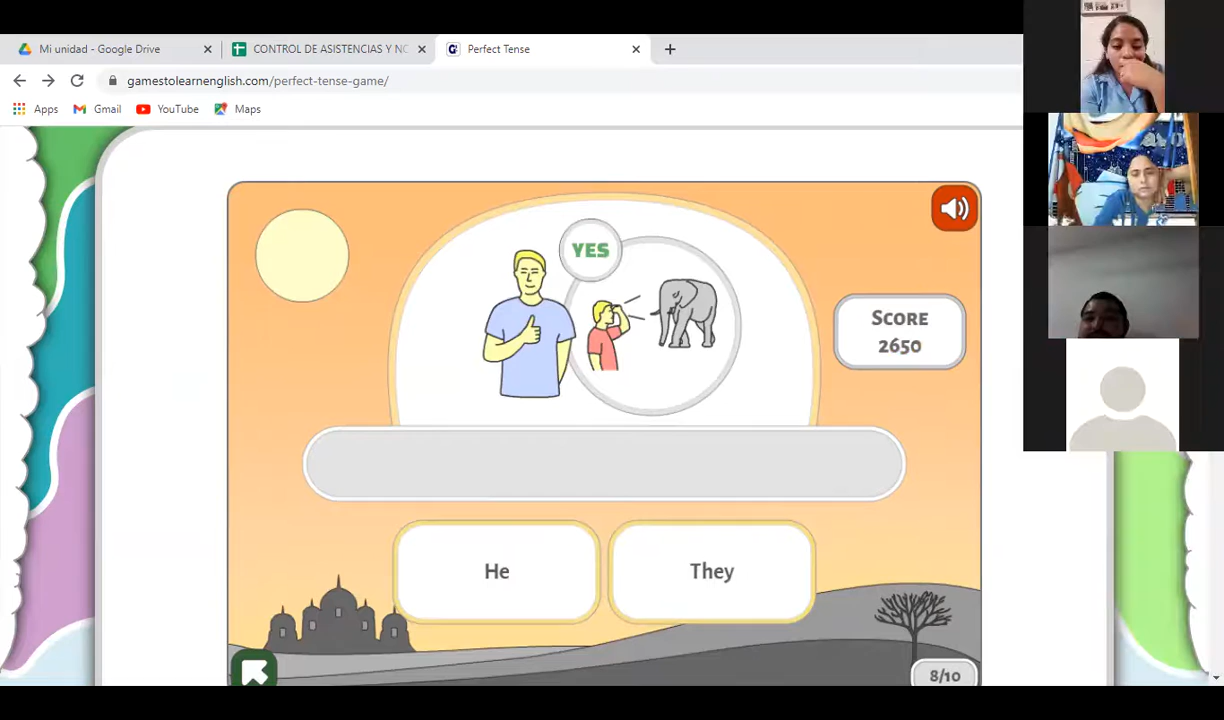 Mi unidad - Google Drive
CONTROL DE ASISTENCIAS Y NO
Perfect Tense
gamestolearnenglish.com/perfect-tense-game/
Apps
Gmail
YouTube
Maps
YES
SCORE
2650
He
They
8/10